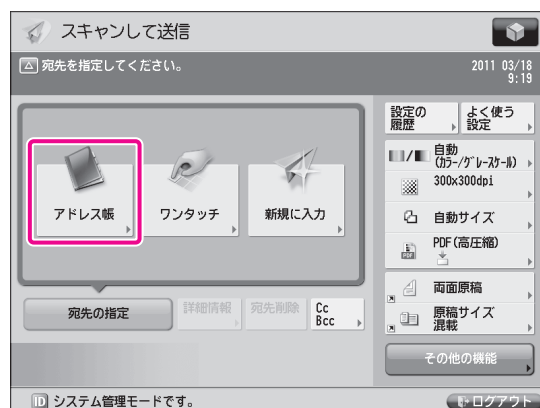 スキャンして送信
宛先を指定してください。
2011 03/18
9:19
アドレス帳
ワンタッチ
新規に入力
宛先の指定
詳細情報
宛先削除
Cc
Bcc
設定の
履歴
よく使う
設定
自動
(カラー/グレースケール)
300x300dpi
自動サイズ
PDF
PDF(高圧縮)
両面原稿
原稿サイズ
混載
その他の機能
ID システム管理モードです。
ログアウト